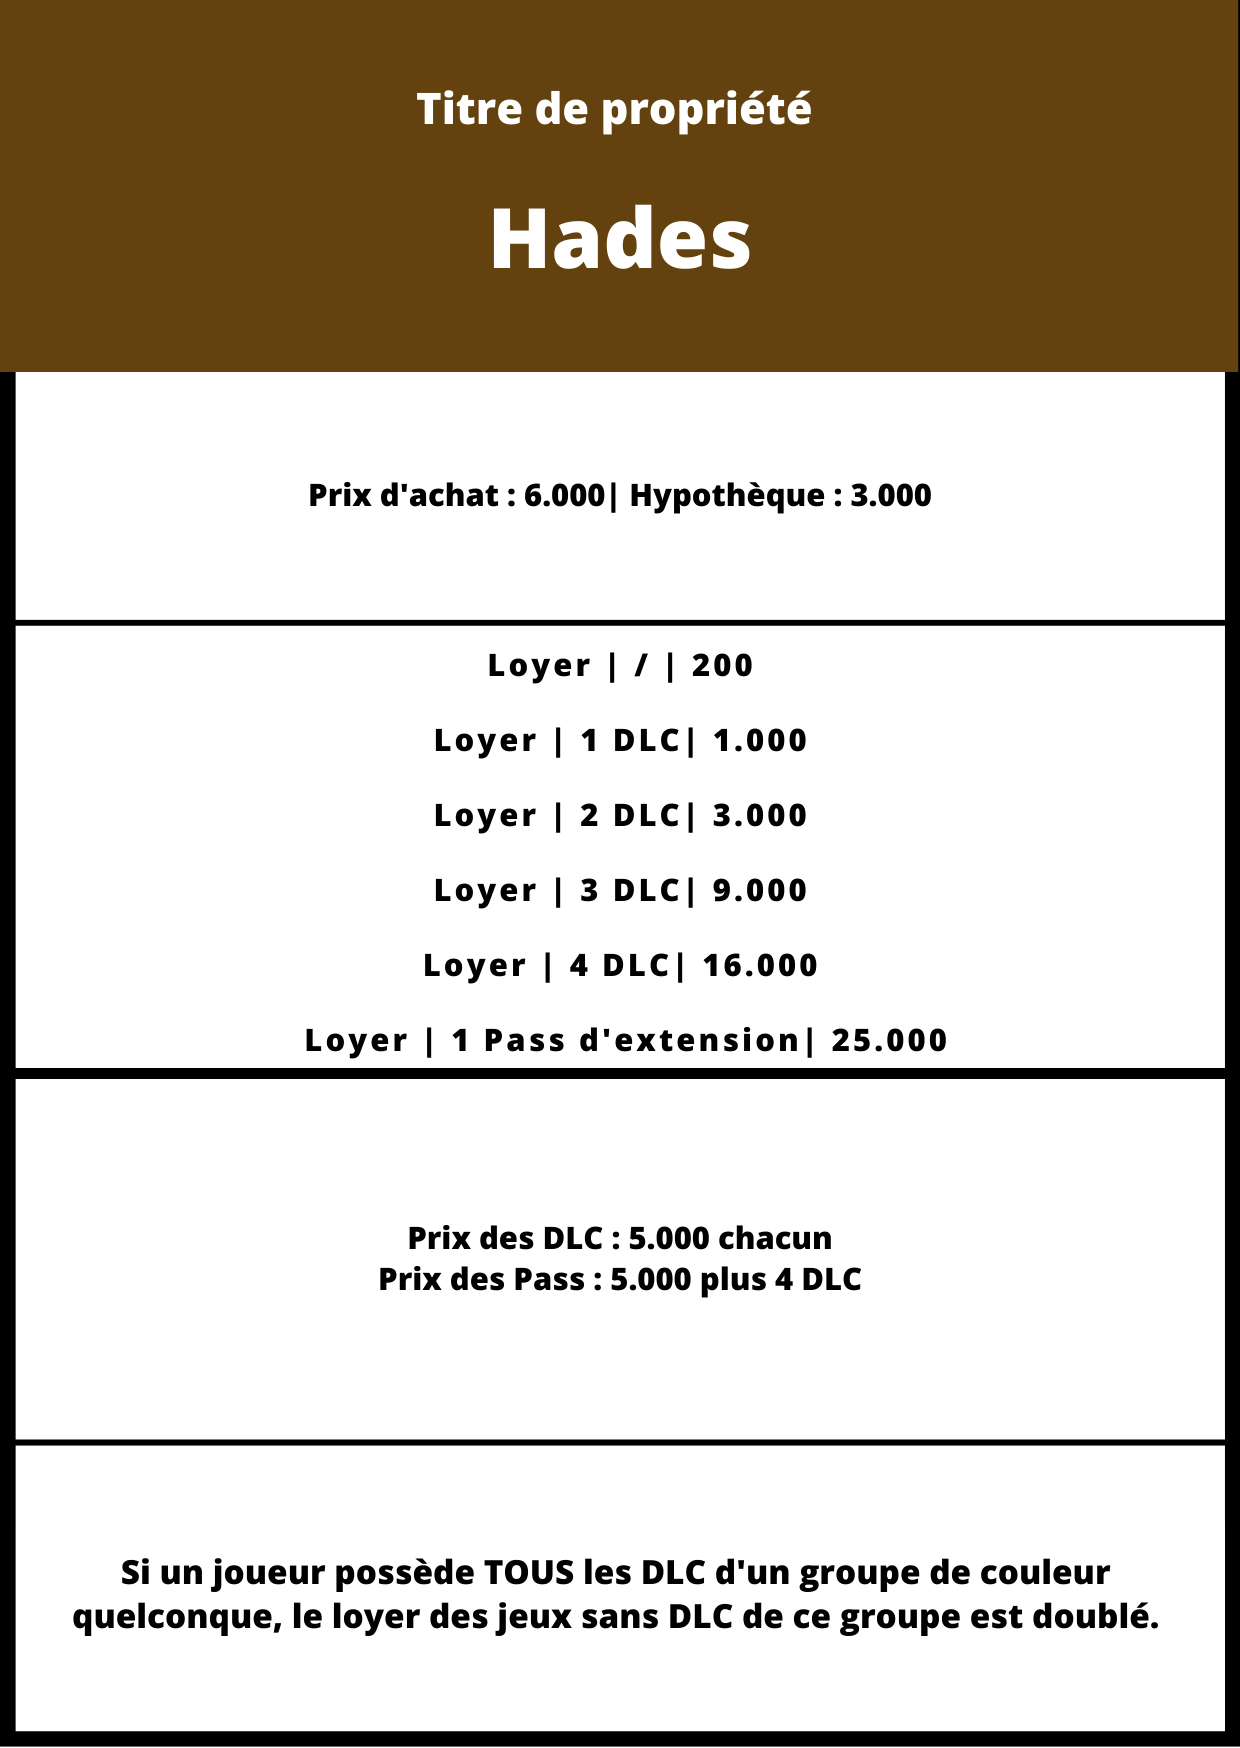 Titre de propriété
Hades
Prix d'achat : 6.000| Hypothèque : 3.000
Loyer | / | 200
Loyer | 1 DLC| 1.000
Loyer | 2 DLC| 3.000
Loyer | 3 DLC| 9.000
Loyer | 4 DLC| 16.000
Loyer | 1 Pass d'extension| 25.000
Prix des DLC : 5.000 chacun
Prix des Pass : 5.000 plus 4 DLC
Si un joueur possède TOUS les DLC d'un groupe de couleur
quelconque, le loyer des jeux sans DLC de ce groupe est doublé.